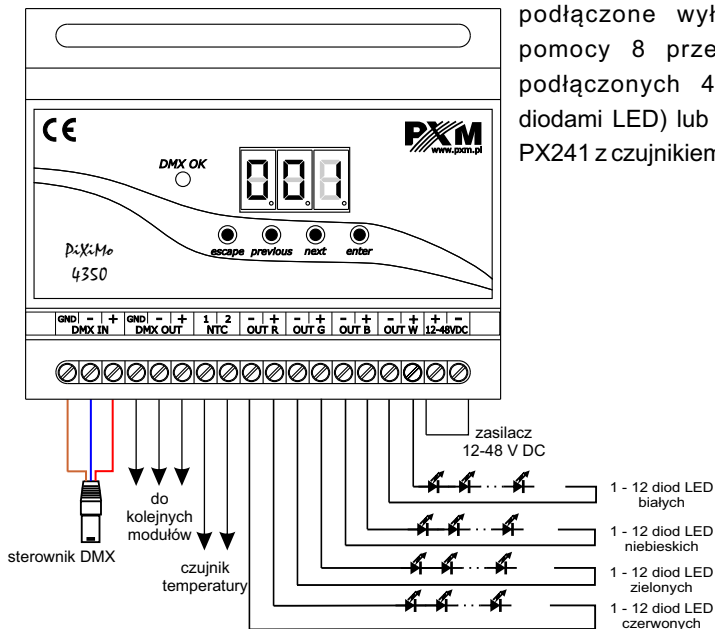 podłączone
pomocy 8
podłączonych 4
diodami LED) lub
PX241 z czujnikiem
CE
PXM
www.pxm.pl
DMX OK
001
escape previous next enter
PiXiMo
4350
GND - + GND - + 1 2 - + - + - + - + + -
DMX IN DMX OUT NTC OUT R OUT G OUT B OUT W 12-48VDC
zasilacz
12-48 V DC
do
kolejnych
modułów
sterownik DMX
czujnik
temperatury
1 - 12 diod LED
białych
1 - 12 diod LED
niebieskich
1 - 12 diod LED
zielonych
1 - 12 diod LED
czerwonych